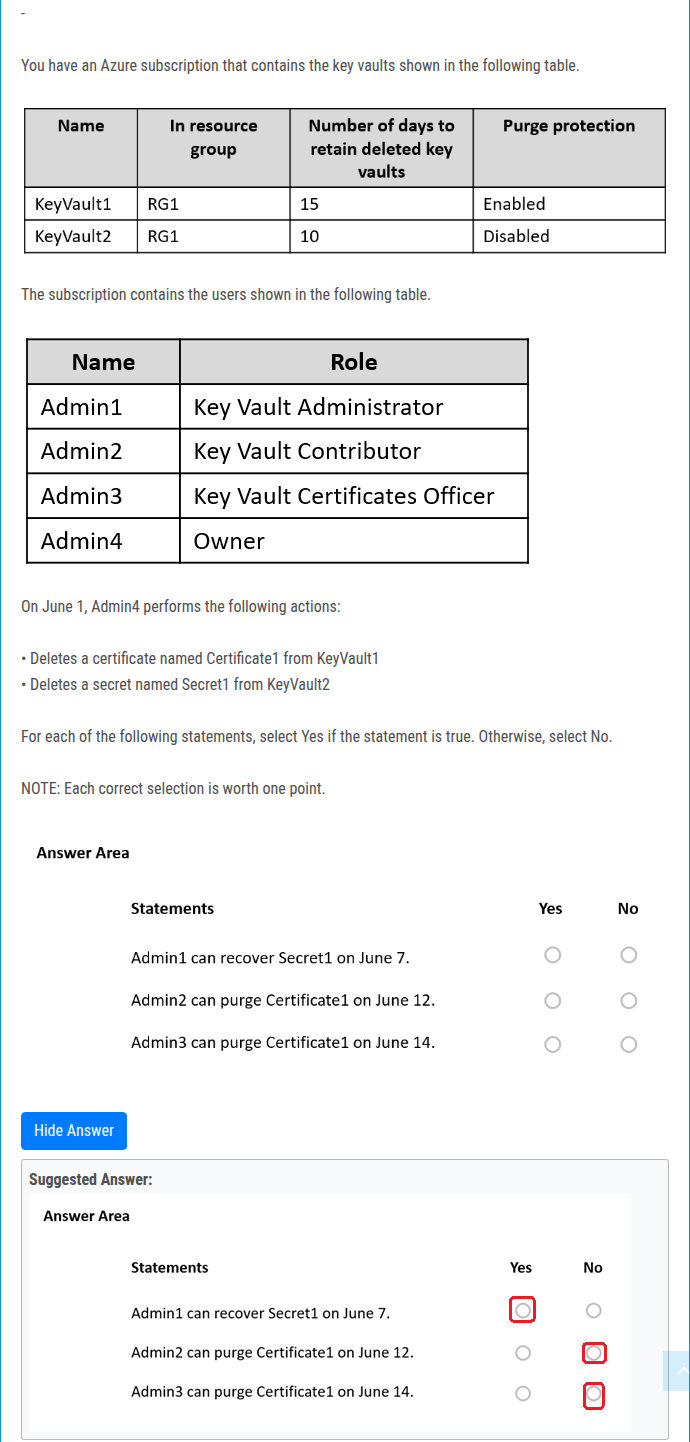 -
You have an Azure subscription that contains the key vaults shown in the following table.
Name In resource group Number of days to retain deleted key vaults Purge protection
KeyVault1 RG1 15 Enabled
KeyVault2 RG1 10 Disabled
The subscription contains the users shown in the following table.
Name Role
Admin1 Key Vault Administrator
Admin2 Key Vault Contributor
Admin3 Key Vault Certificates Officer
Admin4 Owner
On June 1, Admin4 performs the following actions:
• Deletes a certificate named Certificate1 from KeyVault1
• Deletes a secret named Secret1 from KeyVault2
For each of the following statements, select Yes if the statement is true. Otherwise, select No.
NOTE: Each correct selection is worth one point.
Answer Area
Statements Yes No
Admin1 can recover Secret1 on June 7.
Admin2 can purge Certificate1 on June 12.
Admin3 can purge Certificate1 on June 14.
Hide Answer
Suggested Answer:
Answer Area
Statements Yes No
Admin1 can recover Secret1 on June 7.
Admin2 can purge Certificate1 on June 12.
Admin3 can purge Certificate1 on June 14.